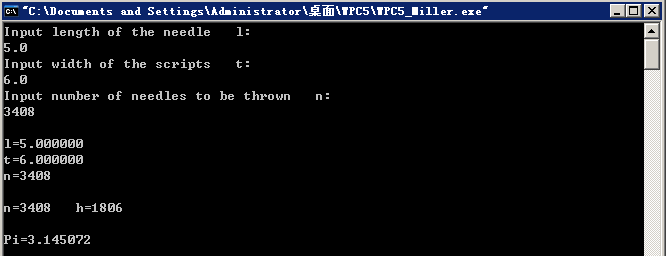 "C:\Documents and Settings\Administrator\桌面\WPC5\WPC5_Miller.exe"
Input length of the needle   l:
5.0
Input width of the scripts   t:
6.0
Input number of needles to be thrown   n:
3408
l=5.000000
t=6.000000
n=3408
n=3408   h=1806
Pi=3.145072